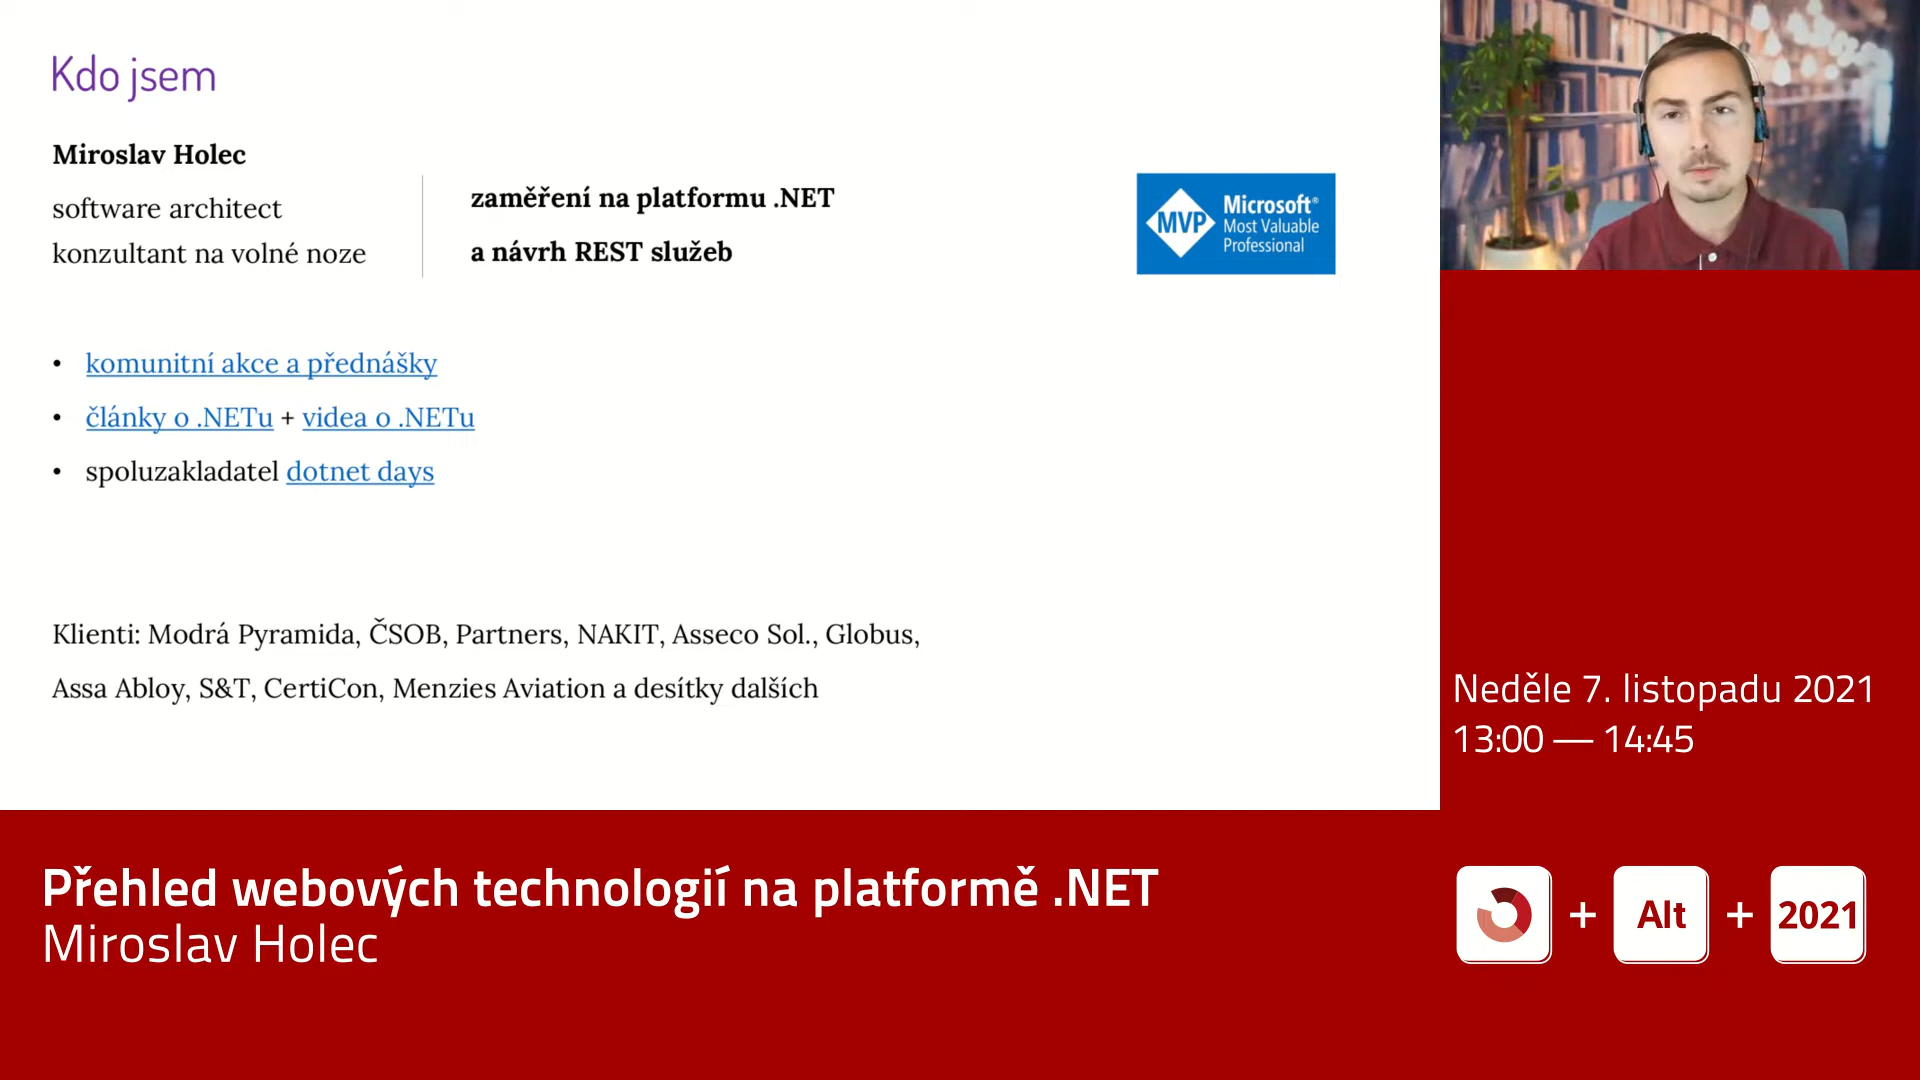 Kdo jsem
Miroslav Holec
software architect
konzultant na volné noze
zaměření na platformu .NET
a návrh REST služeb
MVP
Microsoft®
Most Valuable
Professional
• komunitní akce a přednášky
• články o .NETu + videa o .NETu
• spoluzakladatel dotnet days
Klienti: Modrá Pyramida, ČSOB, Partners, NAKIT, Asseco Sol., Globus,
Assa Abloy, S&T, CertiCon, Menzies Aviation a desítky dalších
Neděle 7. listopadu 2021
13:00 — 14:45
Přehled webových technologií na platformě .NET
Miroslav Holec
+ Alt + 2021